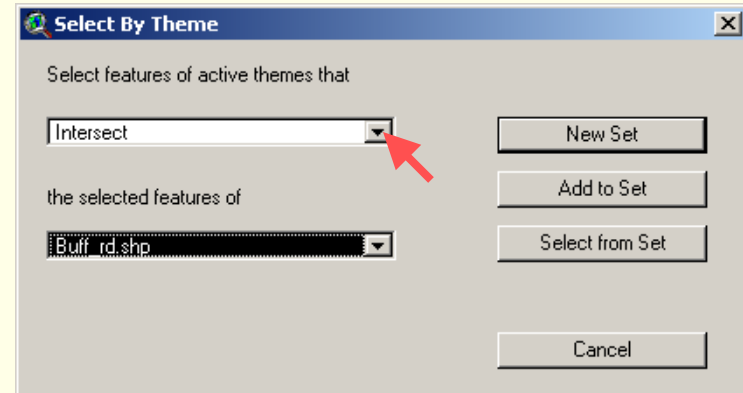 Select By Theme
Select features of active themes that
Intersect
New Set
the selected features of
Add to Set
Buff_rd.shp
Select from Set
Cancel